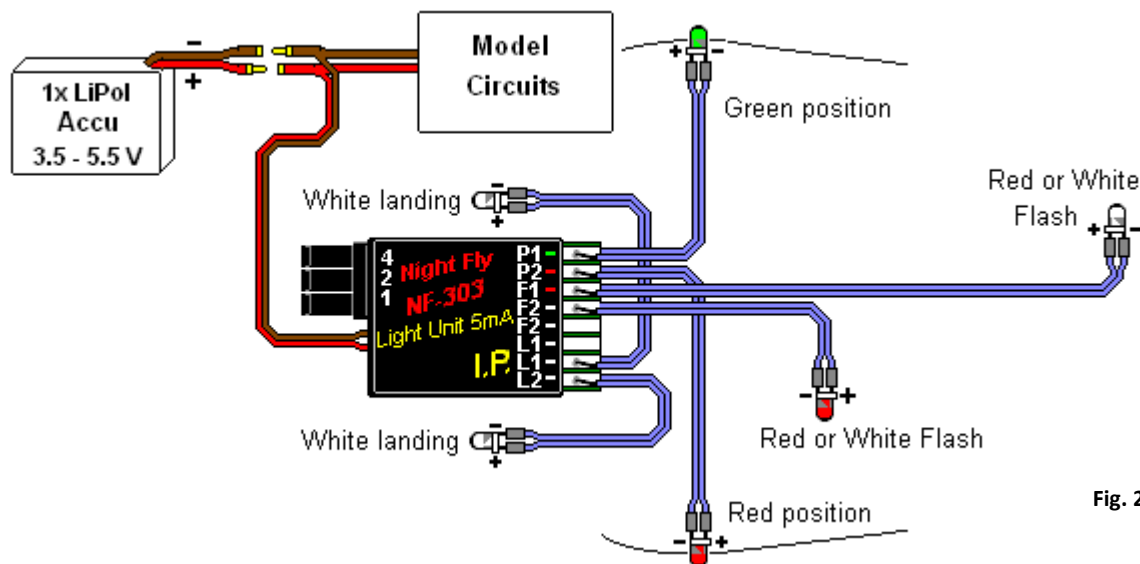 1x LiPol
Accu
3.5 - 5.5 V
-
+
Model
Circuits
+ -
Green position
White landing
-
+
Red or White
Flash
+ -
4
2
1
Night Fly
NF-303
Light Unit 5mA
I.P.
P1 -
P2 -
F1 -
F2 -
F2 -
L1 -
L1 -
L2 -
- +
Red or White Flash
White landing
-
+
Red position
- +
Fig. 2